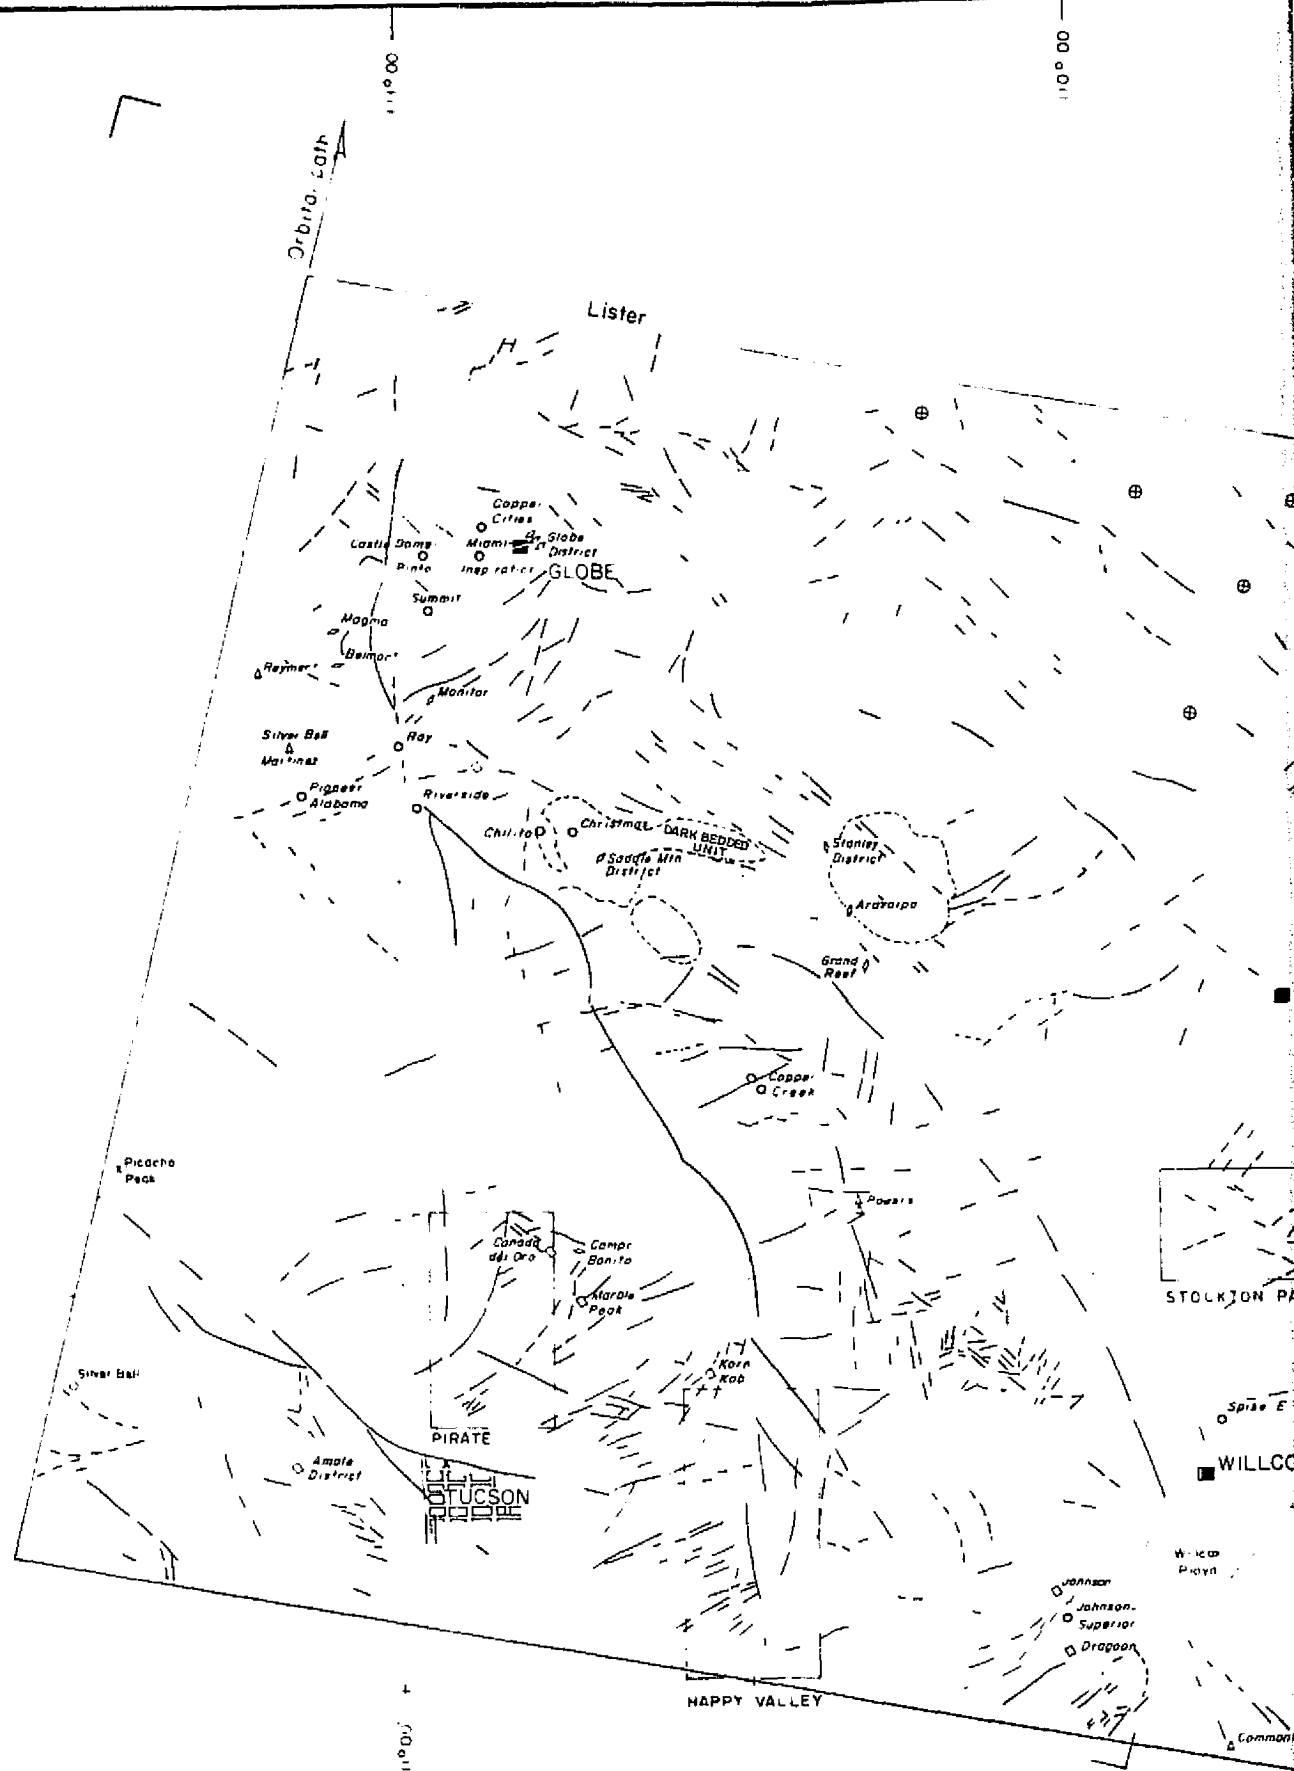 111°00'
110°00'
Orbital Path
Lister
Copper
Cities
Castle Dome
Miami
Globe
District
Pinto
GLOBE
Summit
Magma
Belmont
Reymert
Monitor
Silver Bell
Martinez
Ray
Pioneer
Alabama
Riverside
Chilito
Christmas
DARK BEDDED
UNIT
Saddle Mtn
District
Stanley
District
Aravaipa
Grand
Reef
Copper
Creek
Picacho
Peak
Powers
Canada
del Oro
Campo
Bonito
Marble
Peak
STOCKTON PA
Korn
Kob
Silver Bell
Spike E
PIRATE
Amole
District
TUCSON
WILLCO
Johnson
Johnson-
Superior
Dragoon
HAPPY VALLEY
Common